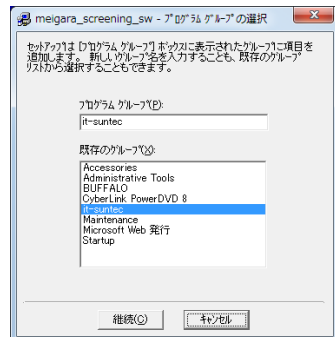 meigara_screening_sw - ﾌﾟﾛｸﾞﾗﾑ ｸﾞﾙｰﾌﾟの選択
ｾｯﾄｱｯﾌﾟは [ﾌﾟﾛｸﾞﾗﾑ ｸﾞﾙｰﾌﾟ] ﾎﾞｯｸｽに表示されたｸﾞﾙｰﾌﾟに項目を
追加します。 新しいｸﾞﾙｰﾌﾟ名を入力することも、既存のｸﾞﾙｰﾌﾟ
ﾘｽﾄから選択することもできます。
ﾌﾟﾛｸﾞﾗﾑ ｸﾞﾙｰﾌﾟ(P):
it-suntec
既存のｸﾞﾙｰﾌﾟ(X):
Accessories
Administrative Tools
BUFFALO
CyberLink PowerDVD 8
it-suntec
Maintenance
Microsoft Web 発行
Startup
継続(C)
ｷｬﾝｾﾙ